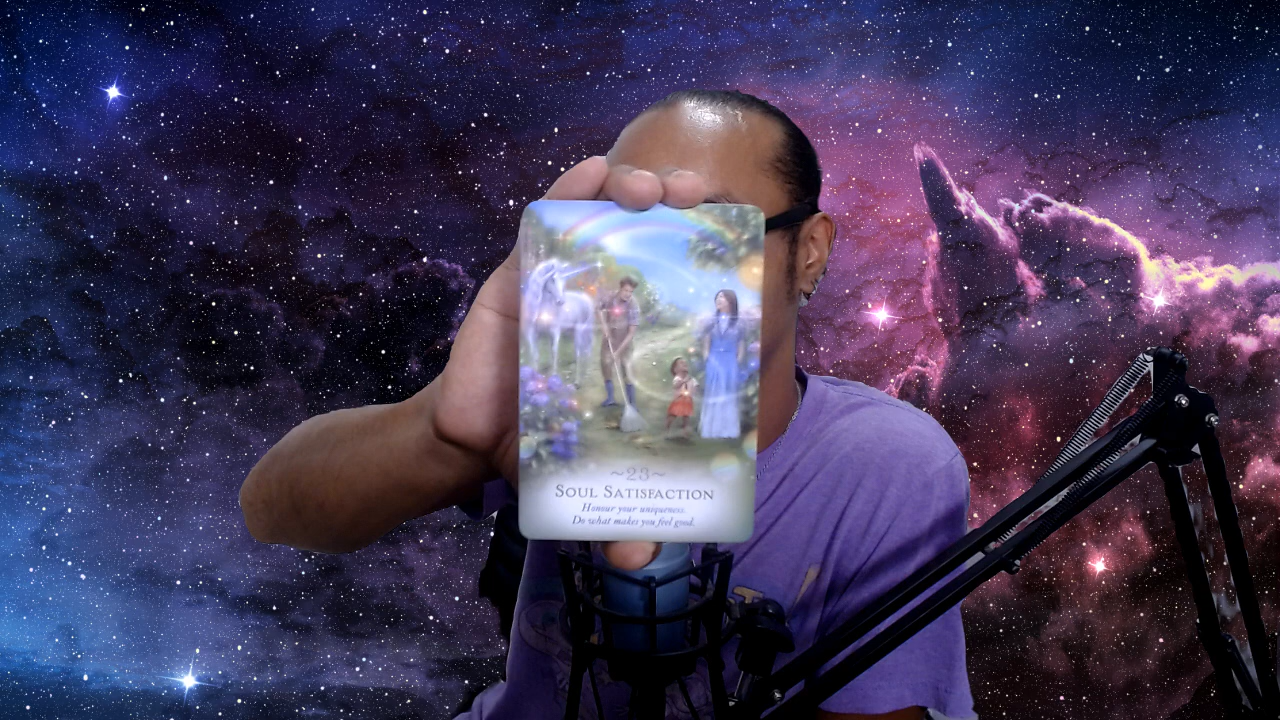 ~23~
SOUL SATISFACTION
Honour your uniqueness.
Do what makes you feel good.